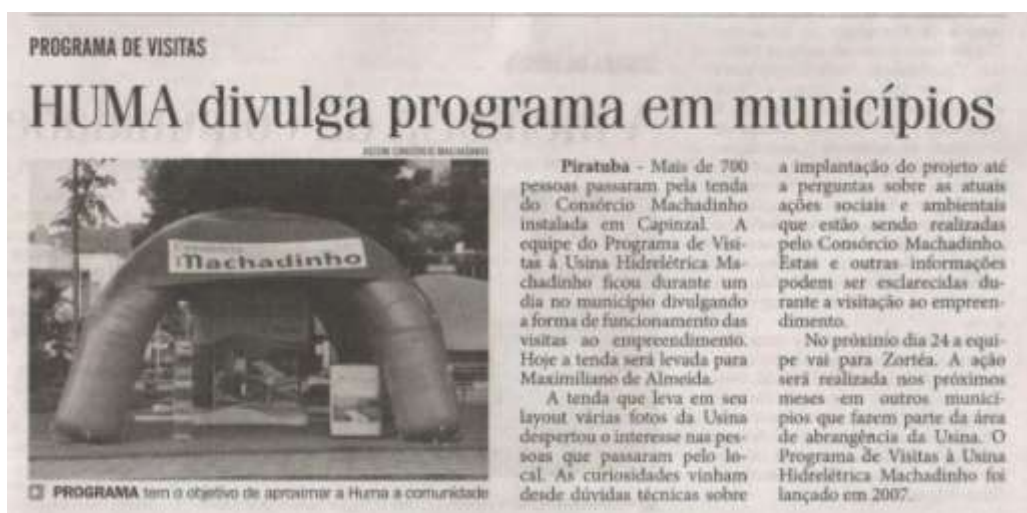 PROGRAMA DE VISITAS
HUMA divulga programa em municípios
CONSÓRCIO MACHADINHO
Machadinho
PROGRAMA tem o objetivo de aproximar a Huma a comunidade
Piratuba - Mais de 700
pessoas passaram pela tenda
do Consórcio Machadinho
instalada em Capinzal. A
equipe do Programa de Visi-
tas à Usina Hidrelétrica Ma-
chadinho ficou durante um
dia no município divulgando
a forma de funcionamento das
visitas ao empreendimento.
Hoje a tenda será levada para
Maximiliano de Almeida.
A tenda que leva em seu
layout várias fotos da Usina
despertou o interesse nas pes-
soas que passaram pelo lo-
cal. As curiosidades vinham
desde dúvidas técnicas sobre
a implantação do projeto até
a perguntas sobre as atuais
ações sociais e ambientais
que estão sendo realizadas
pelo Consórcio Machadinho.
Estas e outras informações
podem ser esclarecidas du-
rante a visitação ao empreen-
dimento.
No próximo dia 24 a equi-
pe vai para Zortéa. A ação
será realizada nos próximos
meses em outros municí-
pios que fazem parte da área
de abrangência da Usina. O
Programa de Visitas à Usina
Hidrelétrica Machadinho foi
lançado em 2007.